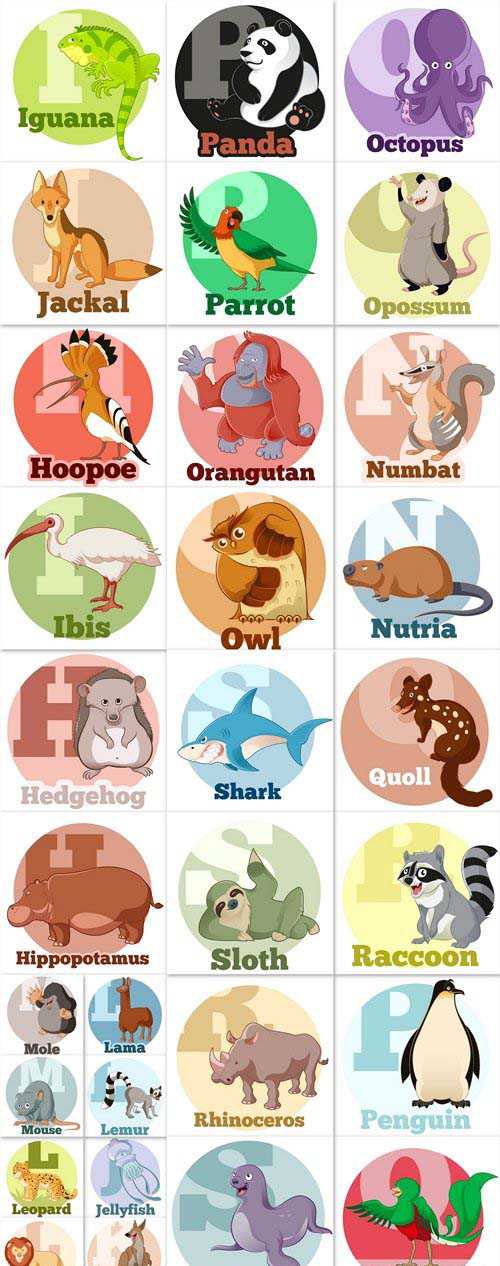 I
Iguana
P
Panda
O
Octopus
J
Jackal
P
Parrot
O
Opossum
H
Hoopoe
O
Orangutan
N
Numbat
I
Ibis
O
Owl
N
Nutria
H
Hedgehog
S
Shark
Q
Quoll
H
Hippopotamus
S
Sloth
R
Raccoon
M
Mole
L
Lama
R
Rhinoceros
P
Penguin
M
Mouse
L
Lemur
L
Leopard
J
Jellyfish
S
Q